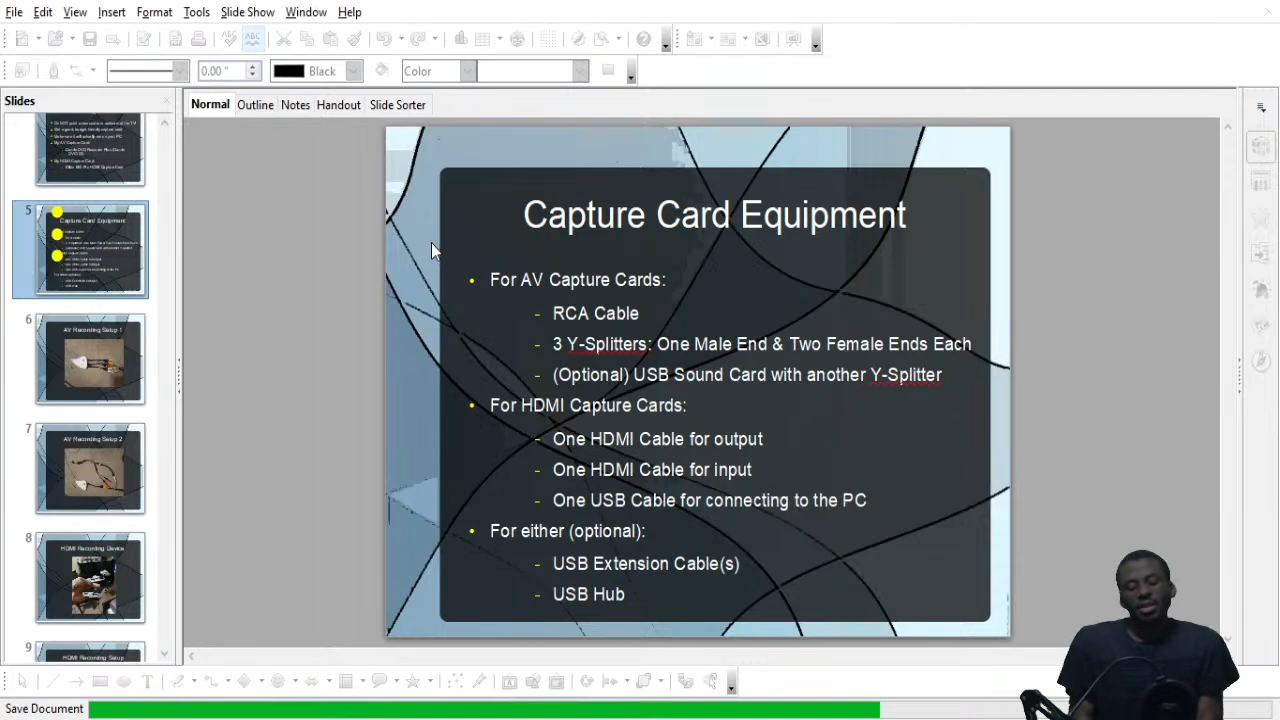 File Edit View Insert Format Tools Slide Show Window Help
0.00 " Black Color
Slides
Normal Outline Notes Handout Slide Sorter
5
Capture Card Equipment
6
AV Recording Setup 1
7
AV Recording Setup 2
8
HDMI Recording Device
9
HDMI Recording Setup
Capture Card Equipment
• For AV Capture Cards:
- RCA Cable
- 3 Y-Splitters: One Male End & Two Female Ends Each
- (Optional) USB Sound Card with another Y-Splitter
• For HDMI Capture Cards:
- One HDMI Cable for output
- One HDMI Cable for input
- One USB Cable for connecting to the PC
• For either (optional):
- USB Extension Cable(s)
- USB Hub
Save Document